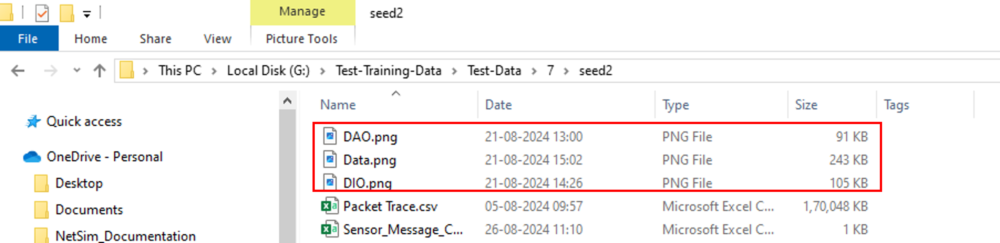 Manage
seed2
File Home Share View Picture Tools
This PC Local Disk (G:) Test-Training-Data Test-Data 7 seed2
Name Date Type Size Tags
Quick access
OneDrive - Personal
Desktop
Documents
NetSim_Documentation
DAO.png 21-08-2024 13:00 PNG File 91 KB
Data.png 21-08-2024 15:02 PNG File 243 KB
DIO.png 21-08-2024 14:26 PNG File 105 KB
Packet Trace.csv 05-08-2024 09:57 Microsoft Excel C... 1,70,048 KB
Sensor_Message_C... 26-08-2024 11:10 Microsoft Excel C... 1 KB